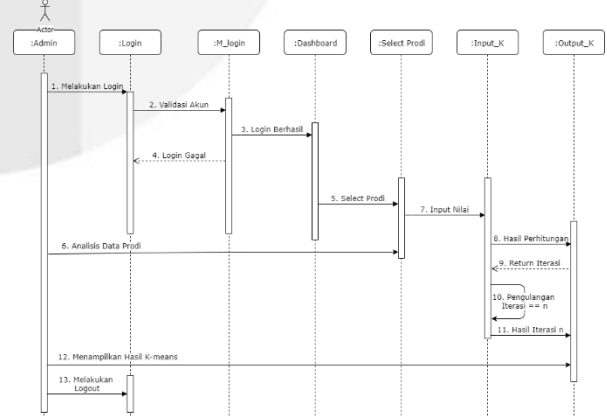 Actor
:Admin
:Login
:M_login
:Dashboard
:Select Prodi
:Input_K
:Output_K
1. Melakukan Login
2. Validasi Akun
3. Login Berhasil
4. Login Gagal
5. Select Prodi
6. Analisis Data Prodi
7. Input Nilai
8. Hasil Perhitungan
9. Return Iterasi
10. Pengulangan
Iterasi == n
11. Hasil Iterasi n
12. Menampilkan Hasil K-means
13. Melakukan
Logout